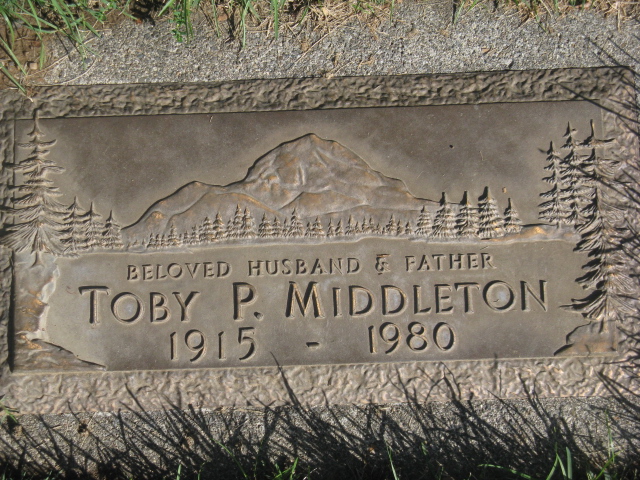 BELOVED HUSBAND & FATHER
TOBY P. MIDDLETON
1915 - 1980